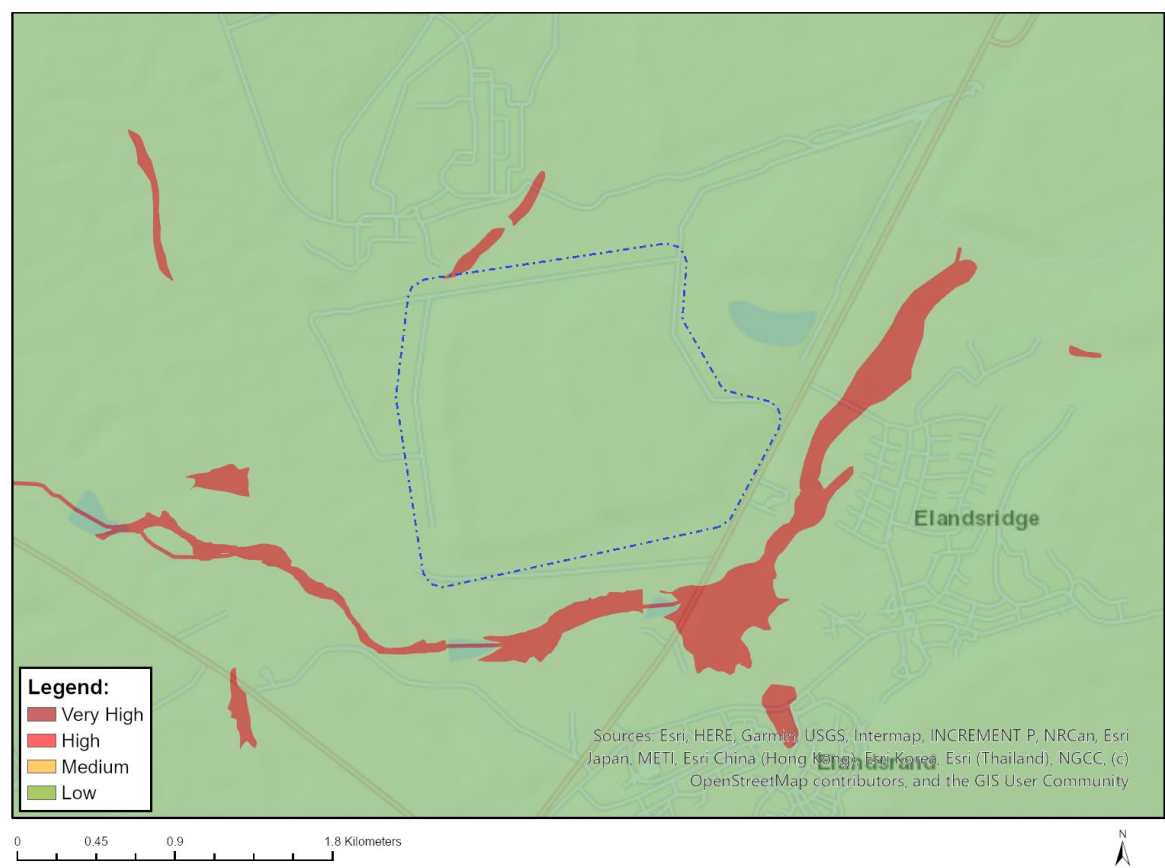 Elandsridge
Legend:
Very High
High
Medium
Low
Sources: Esri, HERE, Garmin, USGS, Intermap, INCREMENT P, NRCan, Esri
Japan, METI, Esri China (Hong Kong), Esri Korea, Esri (Thailand), NGCC, (c)
OpenStreetMap contributors, and the GIS User Community
Elandsrand
0 0.45 0.9 1.8 Kilometers
N